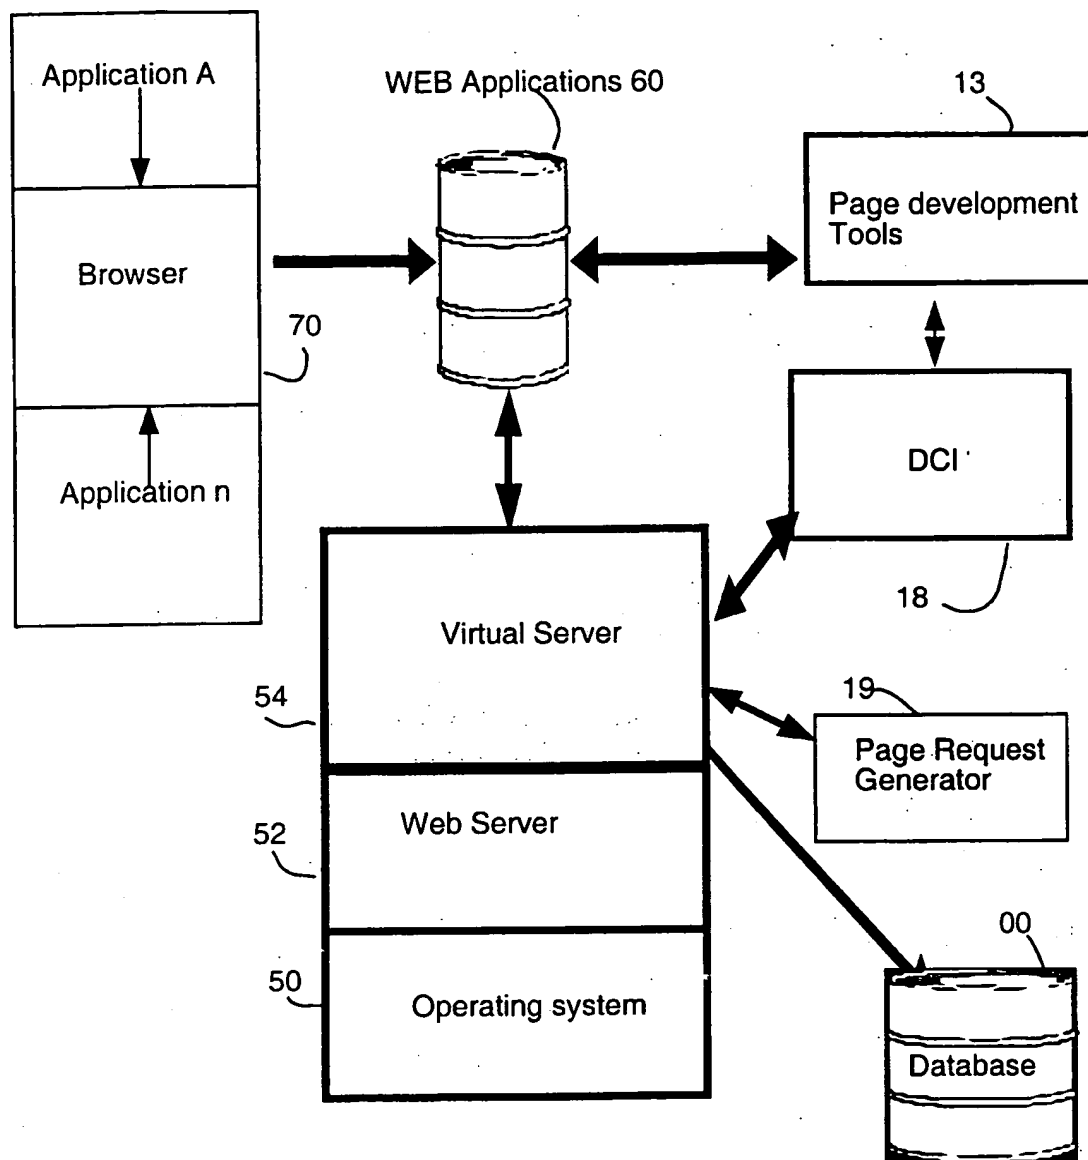 Application A
WEB Applications 60
13
Page development
Tools
Browser
70
DCI
Application n
18
Virtual Server
54
19
Page Request
Generator
Web Server
52
00
50
Operating system
Database